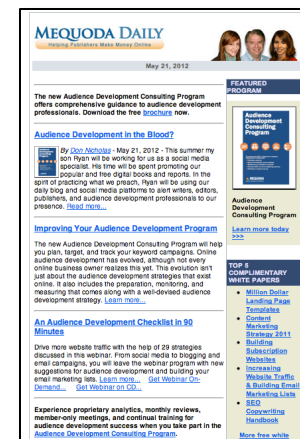 MEQUODA DAILY
Helping Publishers Make Money Online
May 21, 2012
The new Audience Development Consulting Program
offers comprehensive guidance to audience development
professionals. Download the free brochure now.
Audience Development in the Blood?
By Don Nicholas - May 21, 2012 - This summer my
son Ryan will be working for us as a social media
specialist. His time will be spent promoting our
popular and free digital books and reports. In the
spirit of practicing what we preach, Ryan will be using our
daily blog and social media platforms to alert writers, editors,
publishers, and audience development professionals to our
presence. Read more...
Improving Your Audience Development Program
The new Audience Development Consulting Program will help
you plan, target, and track your keyword campaigns. Online
audience development has evolved, although not every
online business owner realizes this yet. This evolution isn't
just about the audience development strategies that exist
online. It also includes the preparation, monitoring, and
measuring that comes along with a well-advised audience
development strategy. Learn more...
An Audience Development Checklist in 90
Minutes
Drive more website traffic with the help of 29 strategies
discussed in this webinar. From social media to blogging and
email campaigns, you will leave the webinar program with new
suggestions for audience development and building your
email marketing lists. Learn more... Get Webinar On-
Demand... Get Webinar on CD...
Experience proprietary analytics, monthly reviews,
member-only meetings, and continual training for
audience development success when you take part in the
Audience Development Consulting Program.
FEATURED
PROGRAM
Audience
Development
Consulting
Program
Audience
Development
Consulting Program
Learn more today
>>>
TOP 5
COMPLIMENTARY
WHITE PAPERS
Million Dollar
Landing Page
Templates
Content
Marketing
Strategy 2011
Building
Subscription
Websites
Increasing
Website Traffic
& Building Email
Marketing Lists
SEO
Copywriting
Handbook
More free white